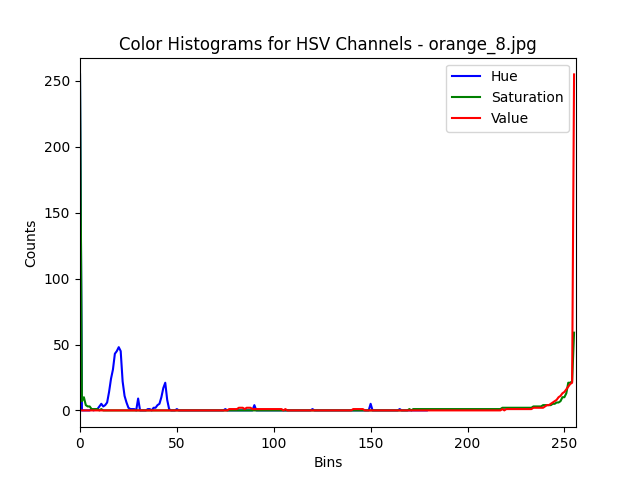 Color Histograms for HSV Channels - orange_8.jpg
Hue
Saturation
Value
Counts
250
200
150
100
50
0
0 50 100 150 200 250
Bins